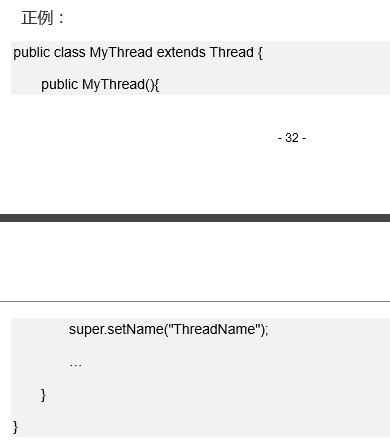 正例：
public class MyThread extends Thread {
public MyThread(){
- 32 -
super.setName("ThreadName");
…
}
}